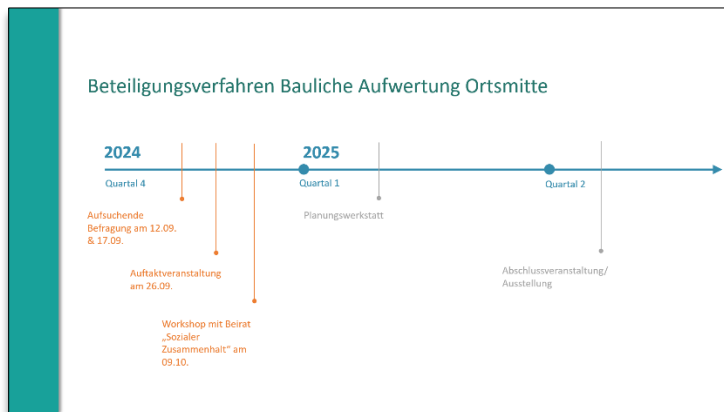 Beteiligungsverfahren Bauliche Aufwertung Ortsmitte
2024
2025
Quartal 4
Quartal 1
Quartal 2
Aufsuchende
Befragung am 12.09.
& 17.09.
Planungswerkstatt
Auftaktveranstaltung
am 26.09.
Abschlussveranstaltung/
Ausstellung
Workshop mit Beirat
„Sozialer
Zusammenhalt" am
09.10.